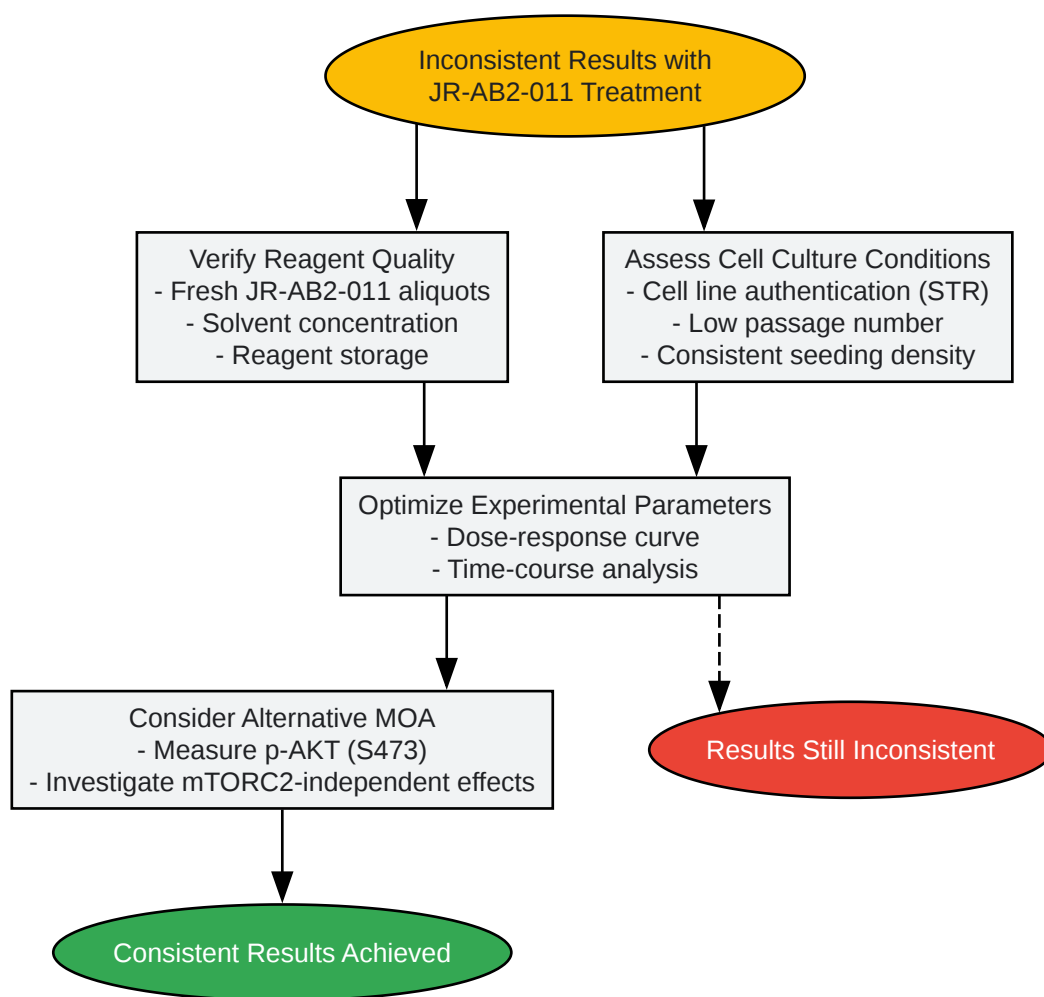 Inconsistent Results with
JR-AB2-011 Treatment
Verify Reagent Quality
- Fresh JR-AB2-011 aliquots
- Solvent concentration
- Reagent storage
Assess Cell Culture Conditions
- Cell line authentication (STR)
- Low passage number
- Consistent seeding density
Optimize Experimental Parameters
- Dose-response curve
- Time-course analysis
Consider Alternative MOA
- Measure p-AKT (S473)
- Investigate mTORC2-independent effects
Results Still Inconsistent
Consistent Results Achieved